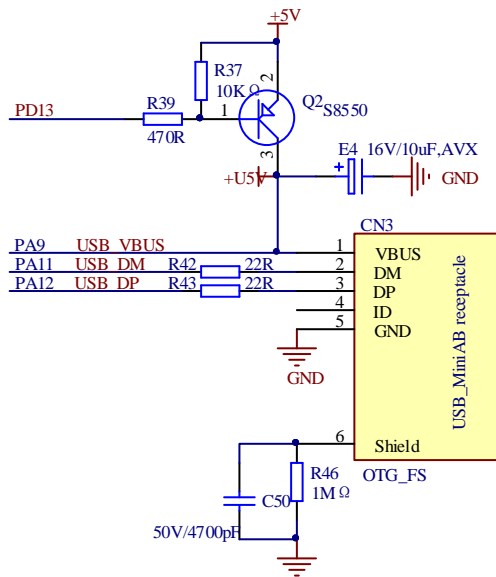 +5V
R37
10KΩ
2
Q2
S8550
PD13
R39
1
470R
3
E4 16V/10uF,AVX
+
+U5V
GND
CN3
PA9 USB_VBUS
1 VBUS
PA11 USB_DM R42 22R
2 DM
PA12 USB_DP R43 22R
3 DP
4 ID
5 GND
GND
USB_MiniAB receptacle
6 Shield
OTG_FS
R46
1MΩ
C50
50V/4700pF